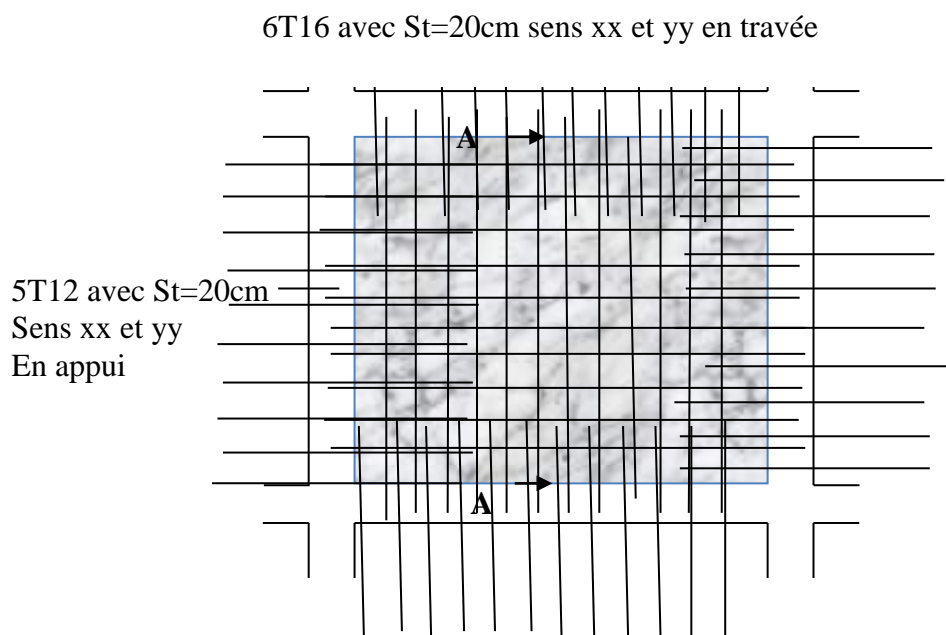 6T16 avec St=20cm sens xx et yy en travée
A
5T12 avec St=20cm
Sens xx et yy
En appui
A